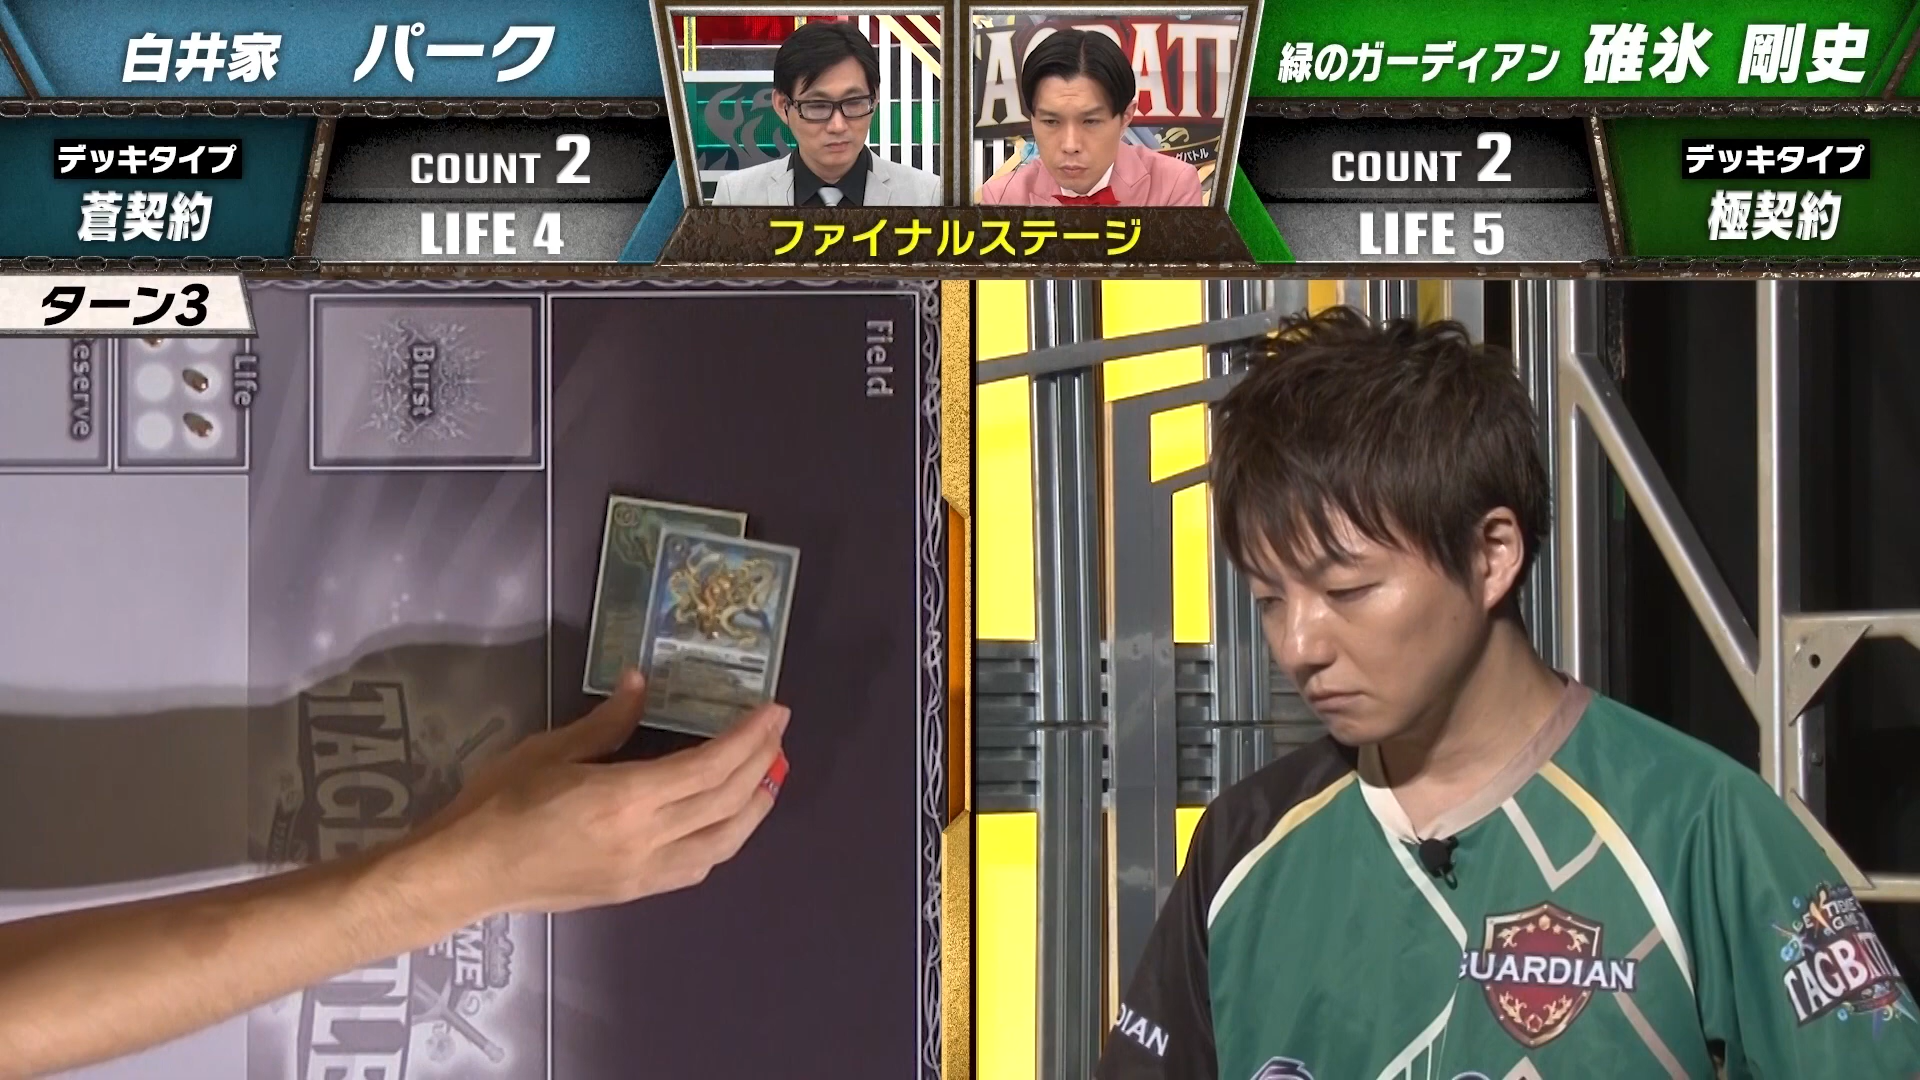 白井家 パーク
デッキタイプ
蒼契約
COUNT 2
LIFE 4
ファイナルステージ
緑のガーディアン 碓氷 剛史
COUNT 2
LIFE 5
デッキタイプ
極契約
ターン3
Reserve
Life
Burst
Field
TAGBATTLE
GUARDIAN
DIAN
TAGBATTL